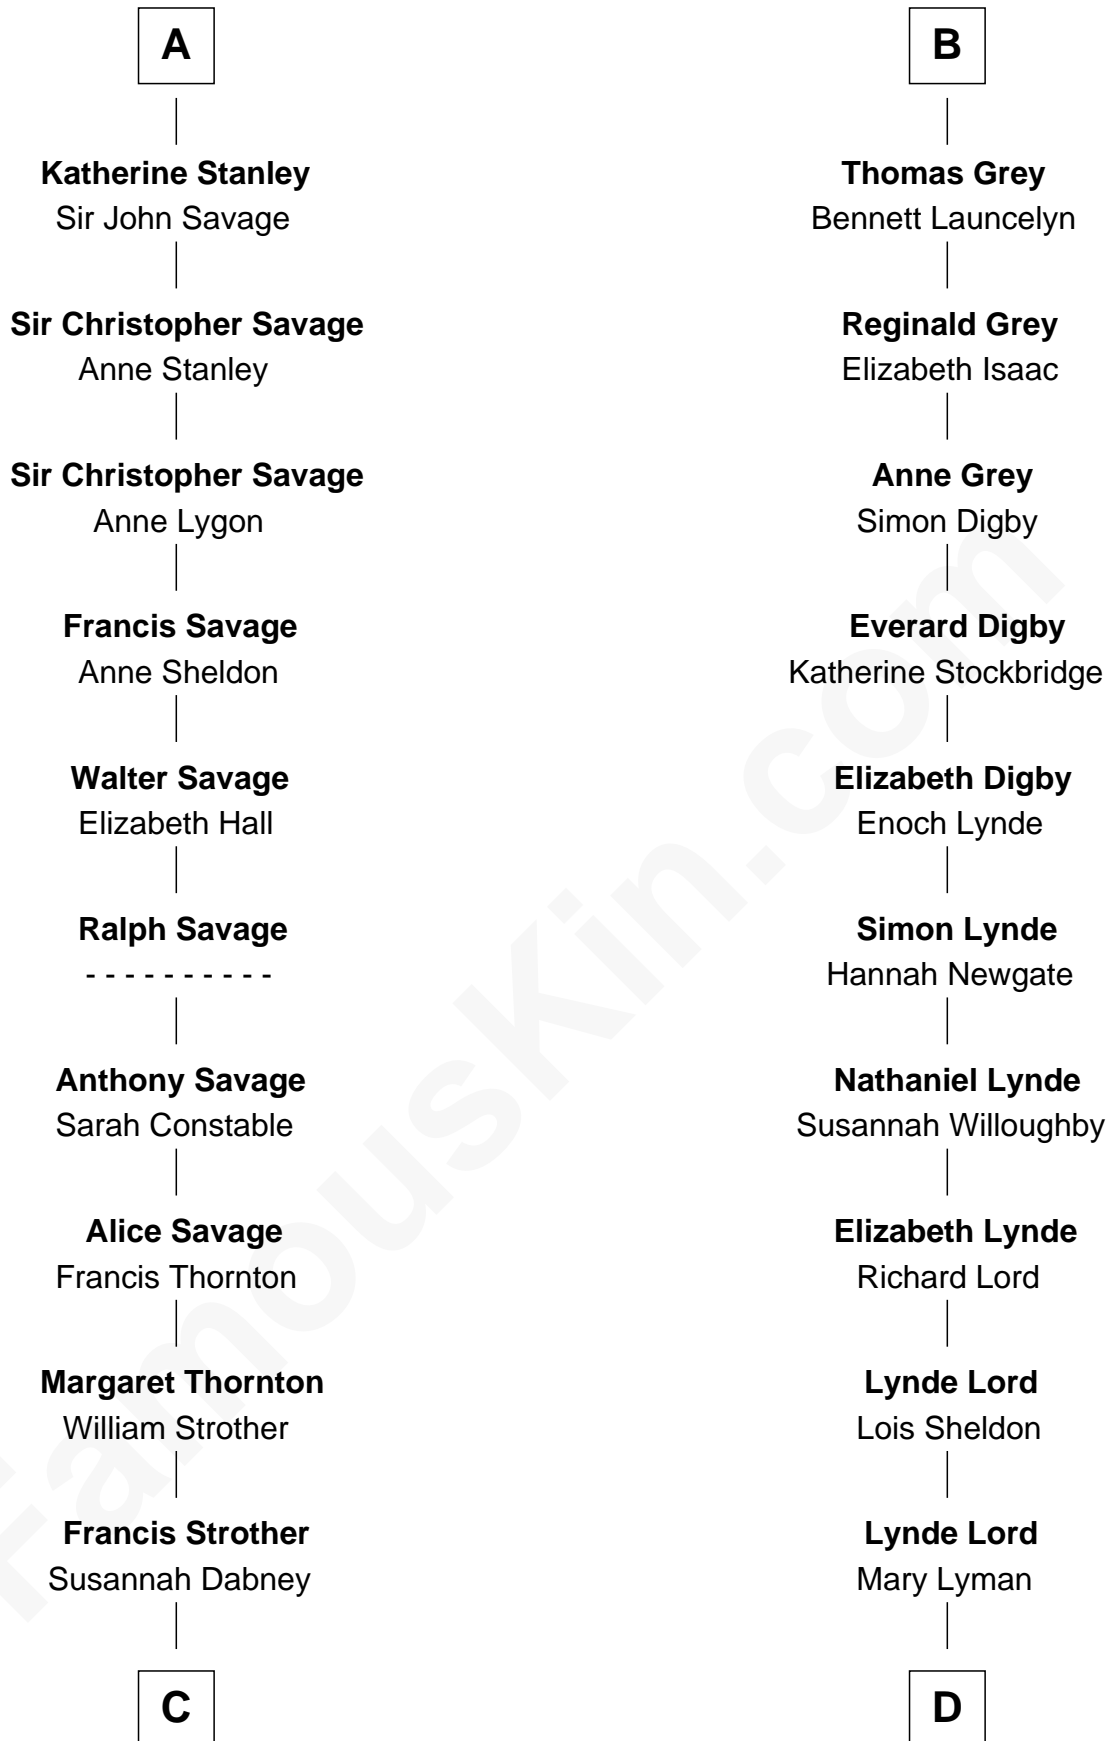 A
Katherine Stanley
Sir John Savage
Sir Christopher Savage
Anne Stanley
Sir Christopher Savage
Anne Lygon
Francis Savage
Anne Sheldon
Walter Savage
Elizabeth Hall
Ralph Savage
- - - - - - - - - -
Anthony Savage
Sarah Constable
Alice Savage
Francis Thornton
Margaret Thornton
William Strother
Francis Strother
Susannah Dabney
C
B
Thomas Grey
Bennett Launcelyn
Reginald Grey
Elizabeth Isaac
Anne Grey
Simon Digby
Everard Digby
Katherine Stockbridge
Elizabeth Digby
Enoch Lynde
Simon Lynde
Hannah Newgate
Nathaniel Lynde
Susannah Willoughby
Elizabeth Lynde
Richard Lord
Lynde Lord
Lois Sheldon
Lynde Lord
Mary Lyman
D
FamousKin.com